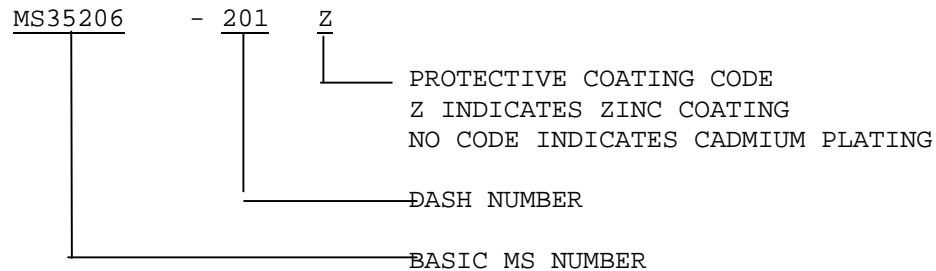 MS35206 - 201 Z
PROTECTIVE COATING CODE
Z INDICATES ZINC COATING
NO CODE INDICATES CADMIUM PLATING
DASH NUMBER
BASIC MS NUMBER